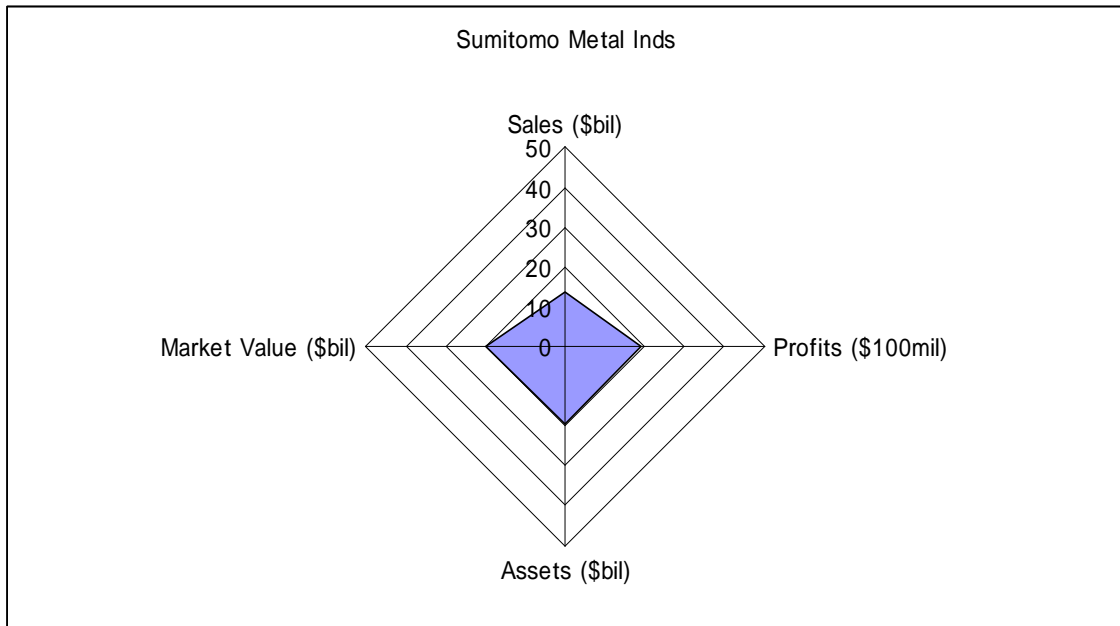 Sumitomo Metal Inds
Sales ($bil)
50
40
30
20
10
0
Market Value ($bil)
Profits ($100mil)
Assets ($bil)